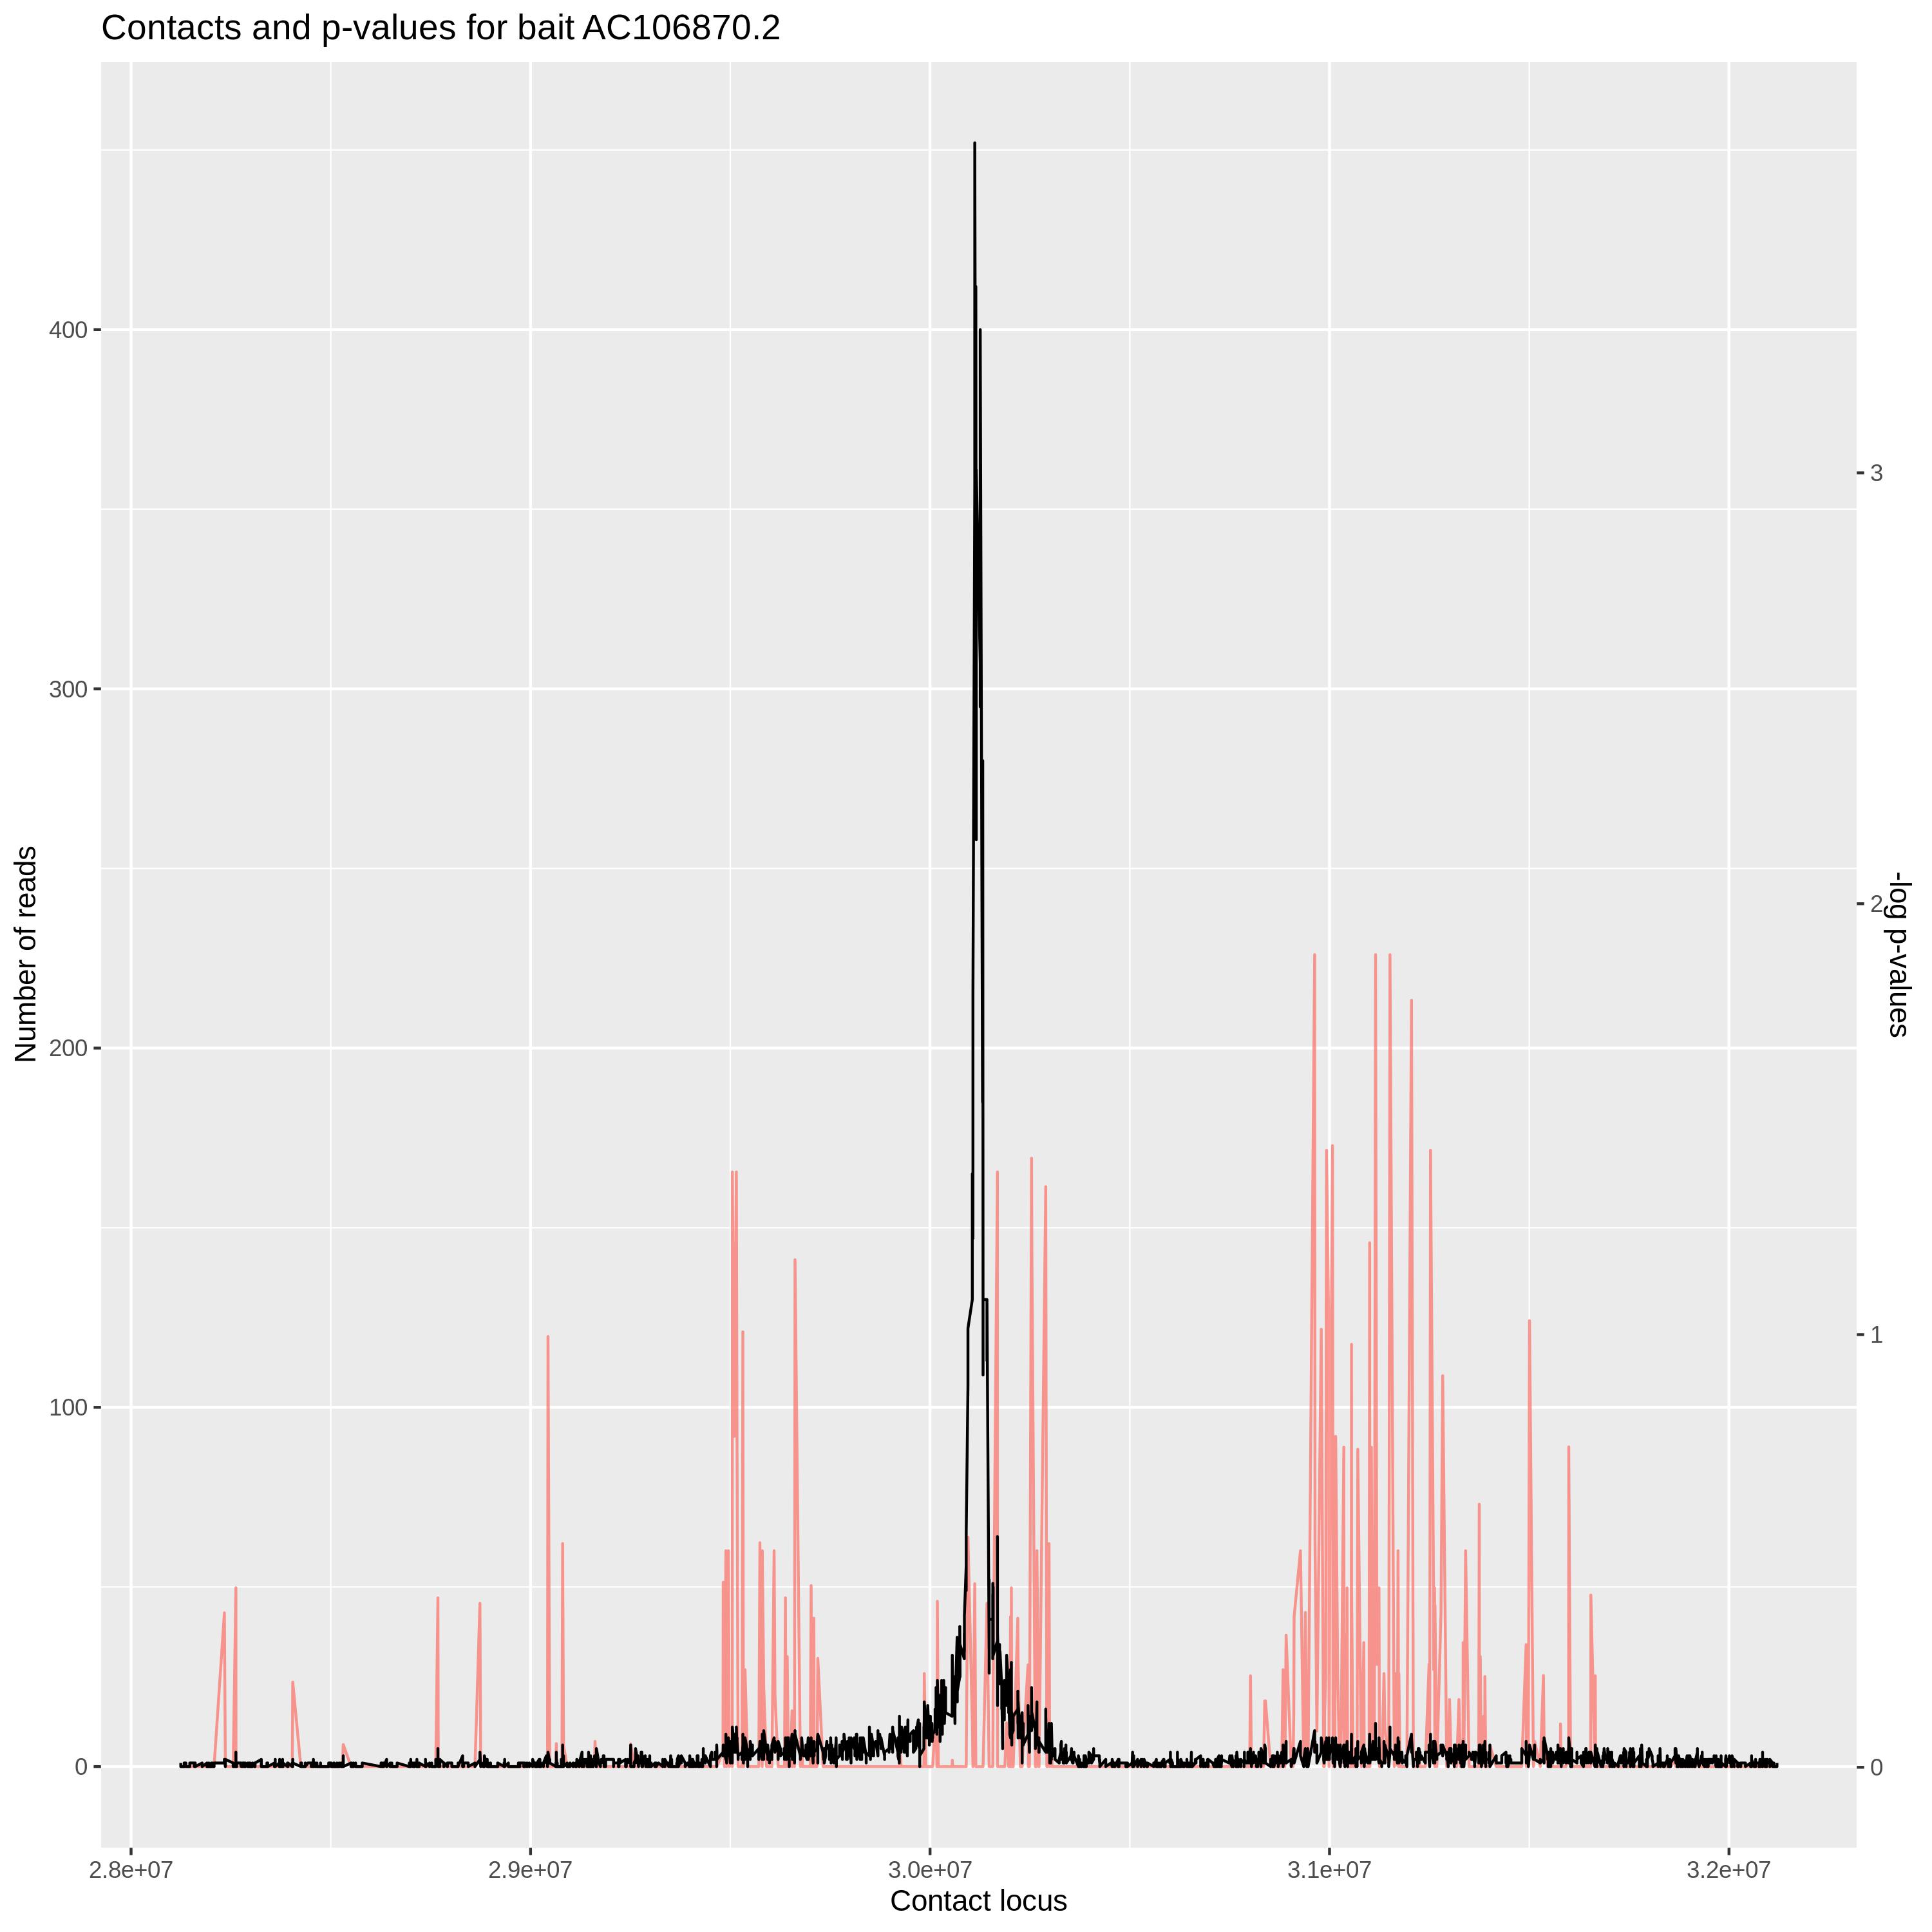 Contacts and p-values for bait AC106870.2
Number of reads
400
300
200
100
0
3
2
1
0
-log p-values
2.8e+07 2.9e+07 3.0e+07 3.1e+07 3.2e+07
Contact locus